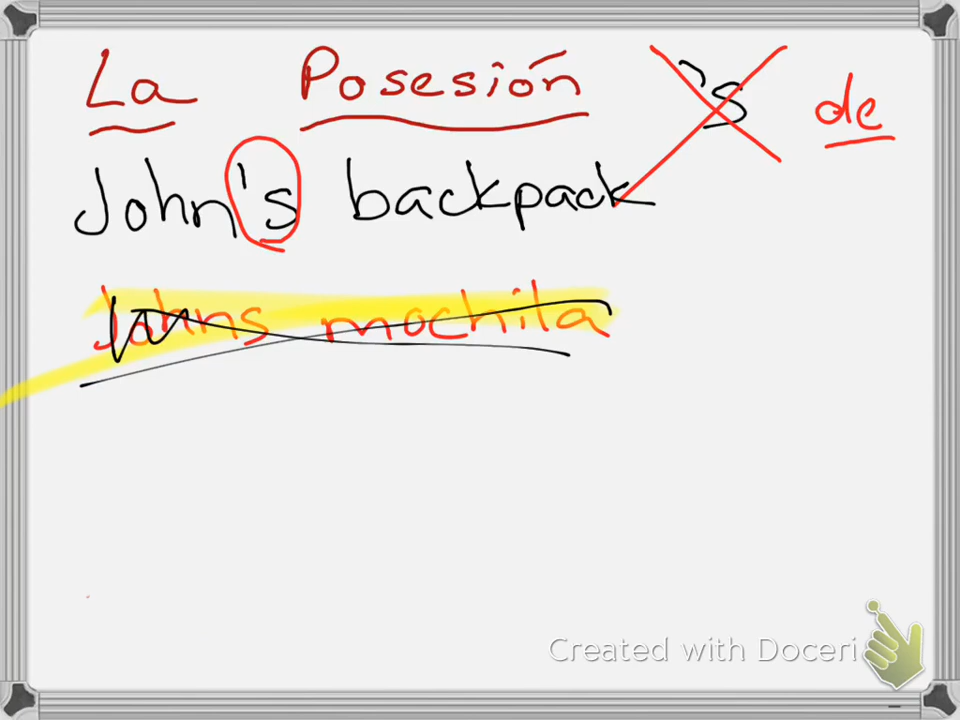 La Posesión 's de
John's backpack
Johns mochila
Created with Doceri